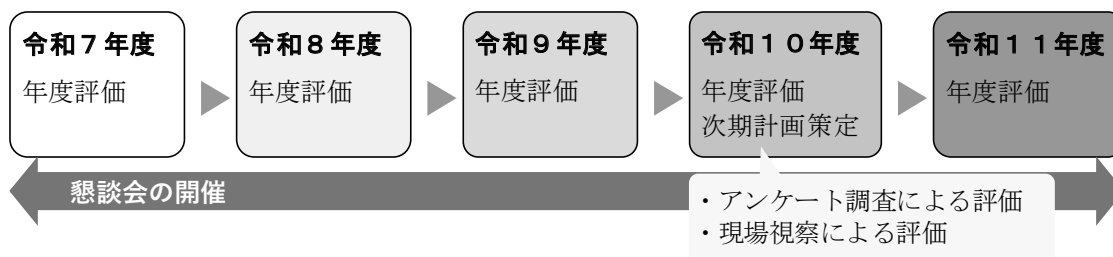 令和７年度
年度評価
令和８年度
年度評価
令和９年度
年度評価
令和１０年度
年度評価
次期計画策定
令和１１年度
年度評価
懇談会の開催
・アンケート調査による評価
・現場視察による評価